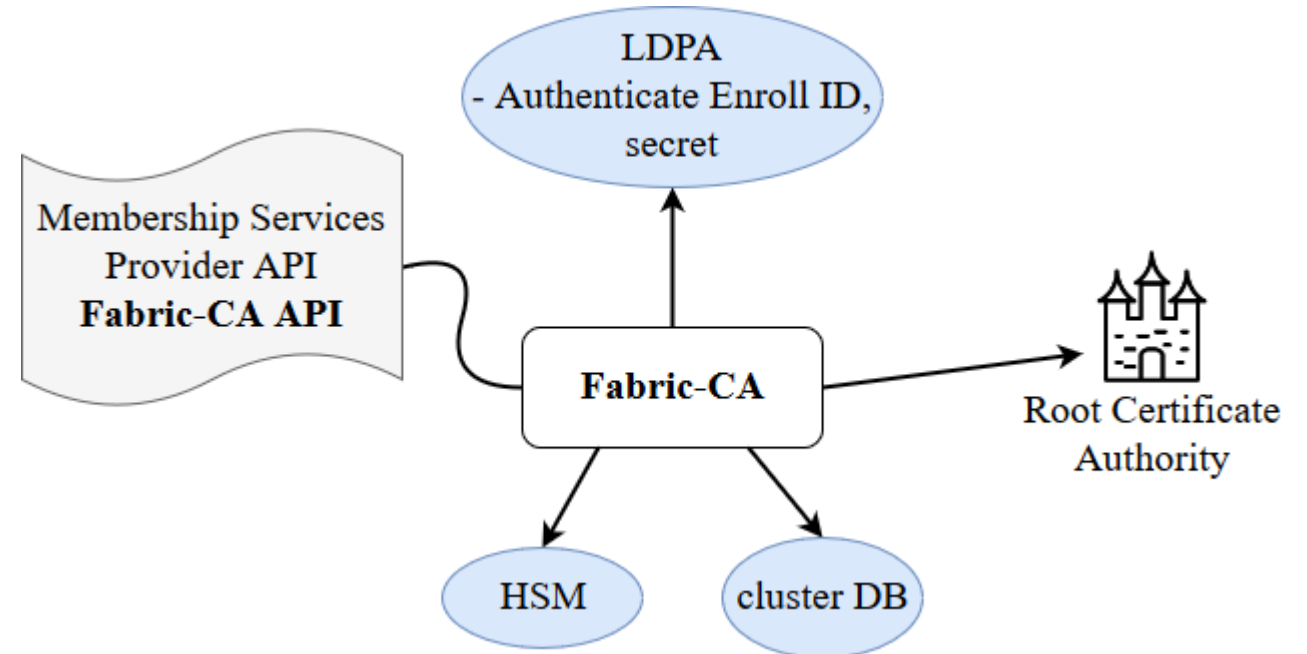 LDPA
- Authenticate Enroll ID,
secret
Membership Services
Provider API
Fabric-CA API
Fabric-CA
Root Certificate
Authority
HSM
cluster DB